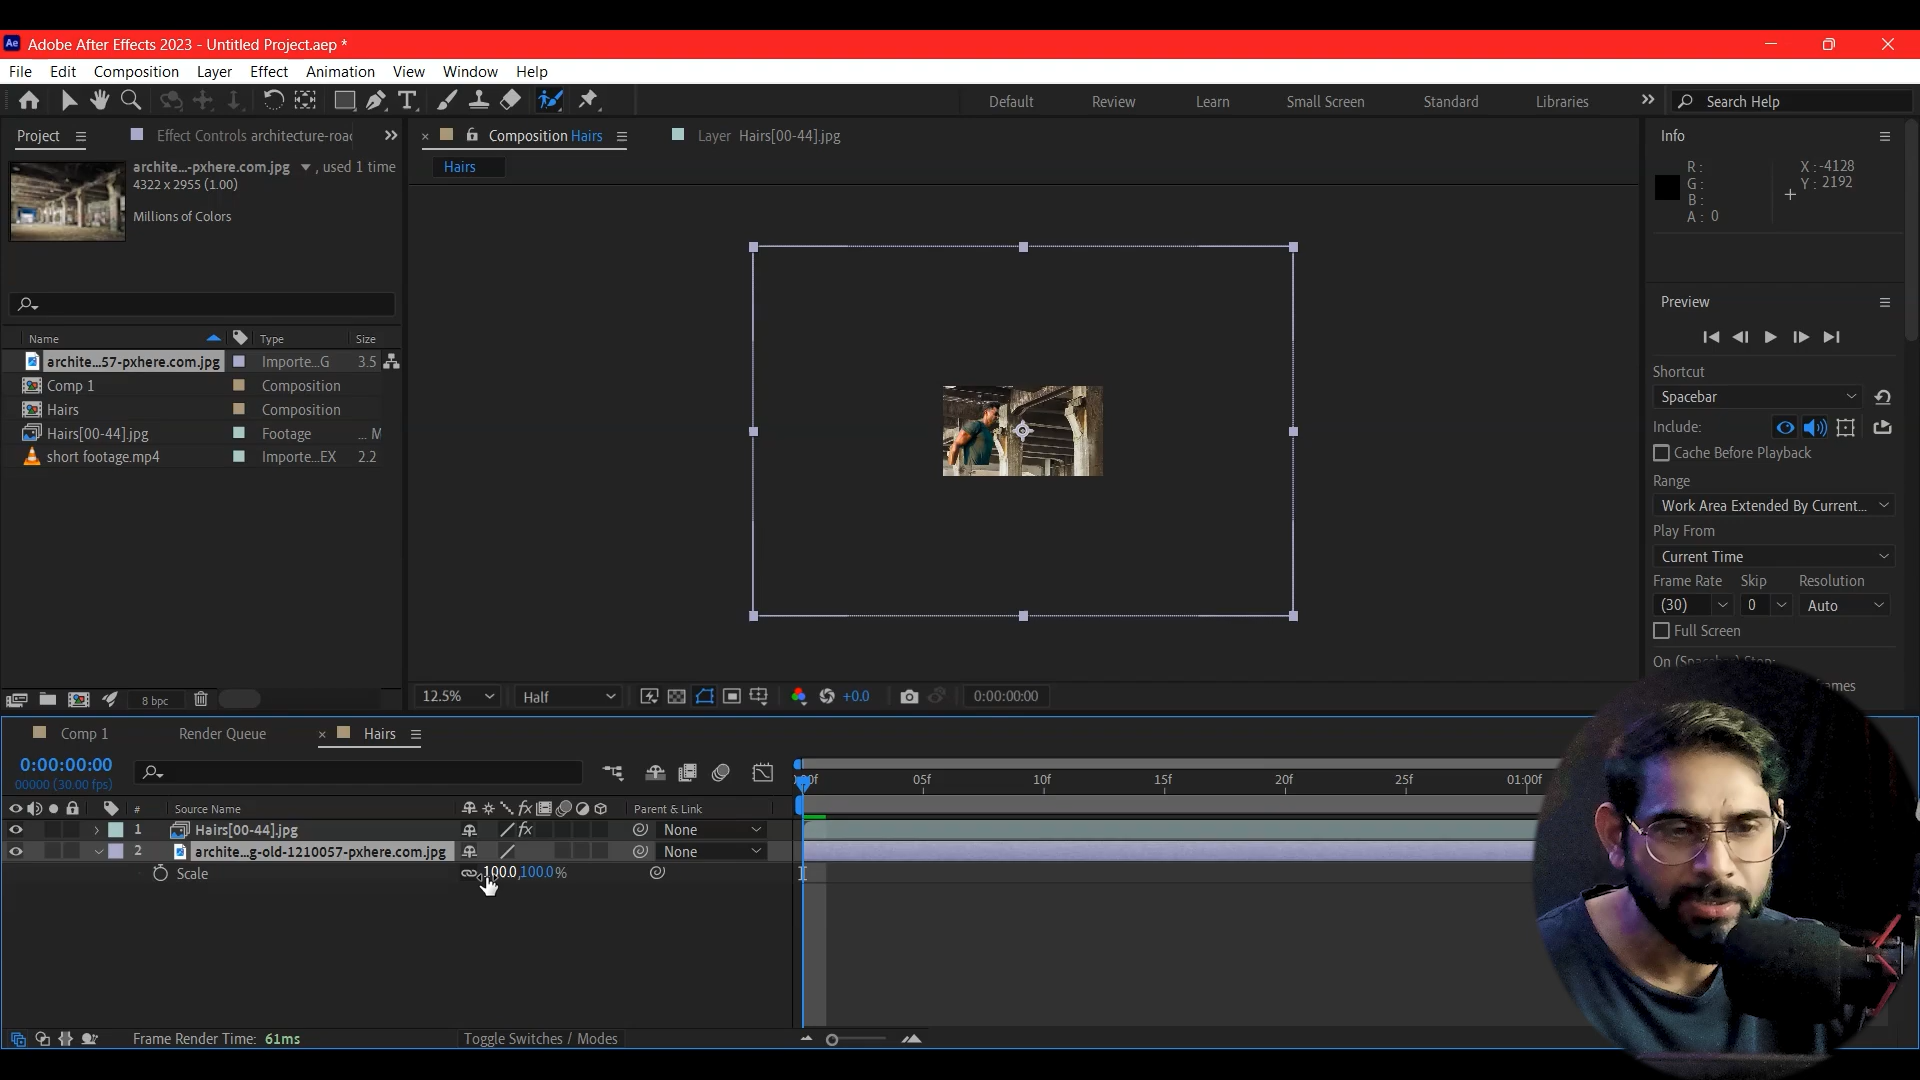 Ae Adobe After Effects 2023 - Untitled Project.aep *
File Edit Composition Layer Effect Animation View Window Help
Default Review Learn Small Screen Standard Libraries Search Help
Project Effect Controls architecture-road
Composition Hairs Layer Hairs[00-44].jpg
Hairs
archite...-pxhere.com.jpg , used 1 time
4322 x 2955 (1.00)
Millions of Colors
Name Type Size
archite...57-pxhere.com.jpg Importe...G 3.5
Comp 1 Composition
Hairs Composition
Hairs[00-44].jpg Footage ... M
short footage.mp4 Importe...EX 2.2
8 bpc
12.5% Half +0.0 0:00:00:00
Info
R: X: -4128
G: Y: 2192
B:
A: 0
Preview
Shortcut
Spacebar
Include:
Cache Before Playback
Range
Work Area Extended By Current...
Play From
Current Time
Frame Rate Skip Resolution
(30) 0 Auto
Full Screen
Comp 1 Render Queue Hairs
0:00:00:00
00000 (30.00 fps)
05f 10f 15f 20f 25f 01:00f
# Source Name fx Parent & Link
1 Hairs[00-44].jpg fx None
2 archite...g-old-1210057-pxhere.com.jpg None
Scale 100.0,100.0%
Frame Render Time: 61ms Toggle Switches / Modes